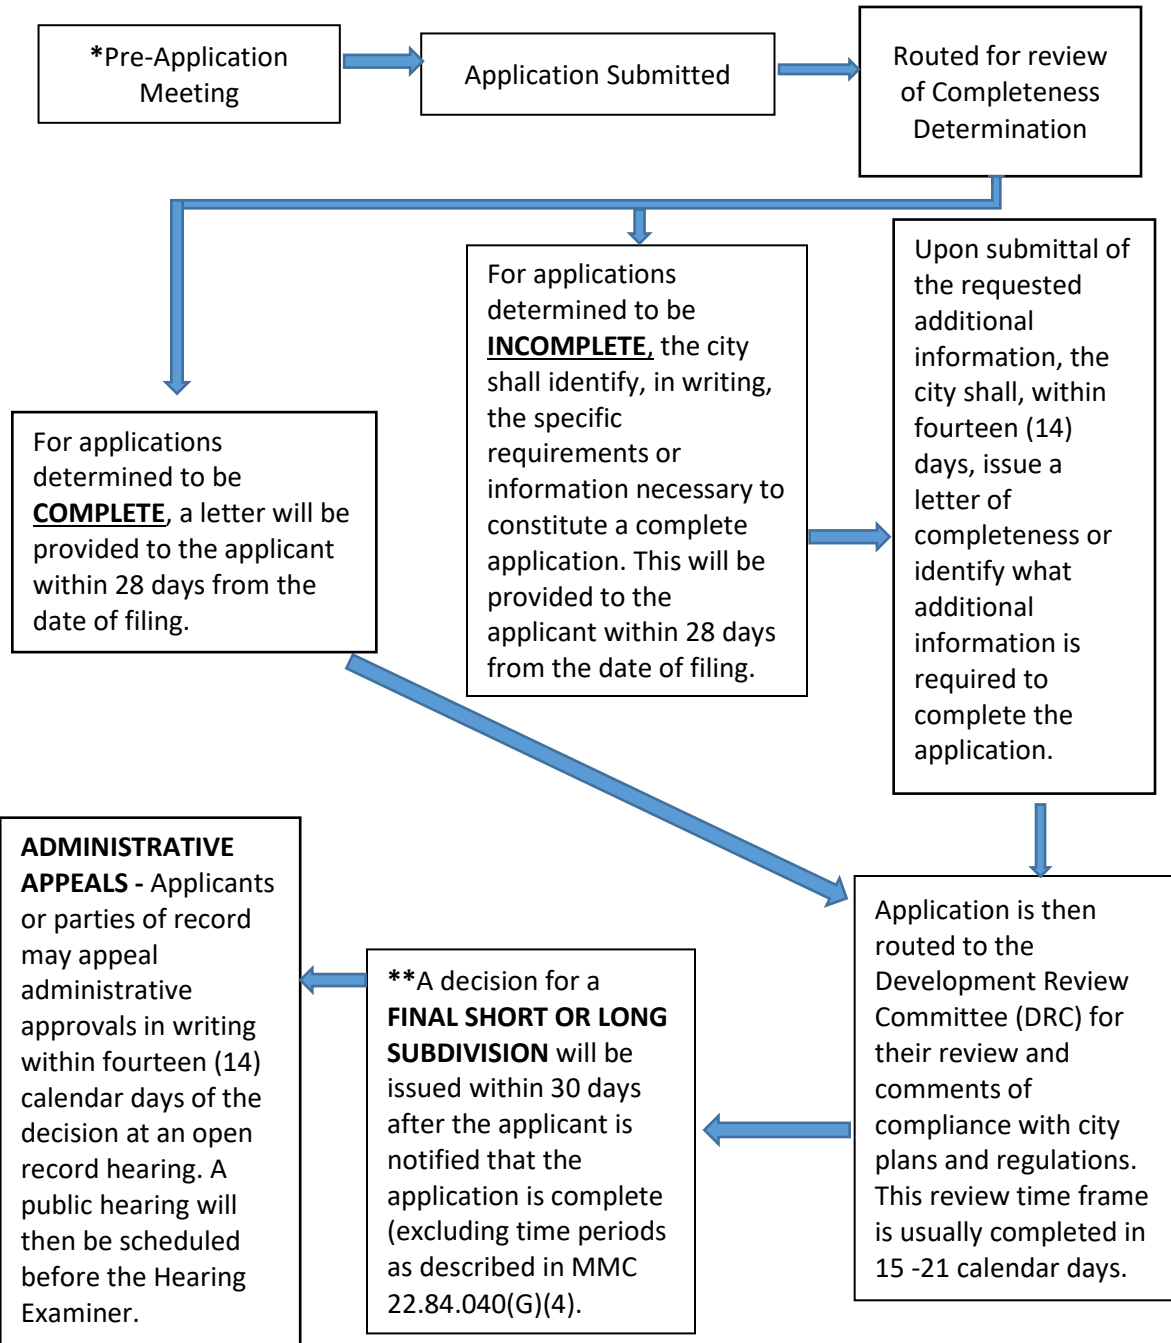 *Pre-Application
Meeting
Application Submitted
Routed for review
of Completeness
Determination
For applications
determined to be
COMPLETE, a letter will be
provided to the applicant
within 28 days from the
date of filing.
For applications
determined to be
INCOMPLETE, the city
shall identify, in writing,
the specific
requirements or
information necessary to
constitute a complete
application. This will be
provided to the
applicant within 28 days
from the date of filing.
Upon submittal of
the requested
additional
information, the
city shall, within
fourteen (14)
days, issue a
letter of
completeness or
identify what
additional
information is
required to
complete the
application.
Application is then
routed to the
Development Review
Committee (DRC) for
their review and
comments of
compliance with city
plans and regulations.
This review time frame
is usually completed in
15 -21 calendar days.
**A decision for a
FINAL SHORT OR LONG
SUBDIVISION will be
issued within 30 days
after the applicant is
notified that the
application is complete
(excluding time periods
as described in MMC
22.84.040(G)(4).
ADMINISTRATIVE
APPEALS - Applicants
or parties of record
may appeal
administrative
approvals in writing
within fourteen (14)
calendar days of the
decision at an open
record hearing. A
public hearing will
then be scheduled
before the Hearing
Examiner.